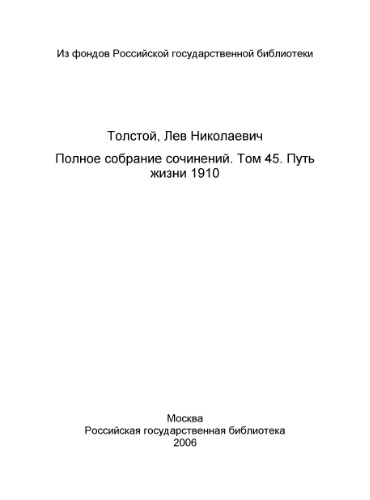 Из фондов Российской государственной библиотеки
Толстой, Лев Николаевич
Полное собрание сочинений. Том 45. Путь
жизни 1910
Москва
Российская государственная библиотека
2006